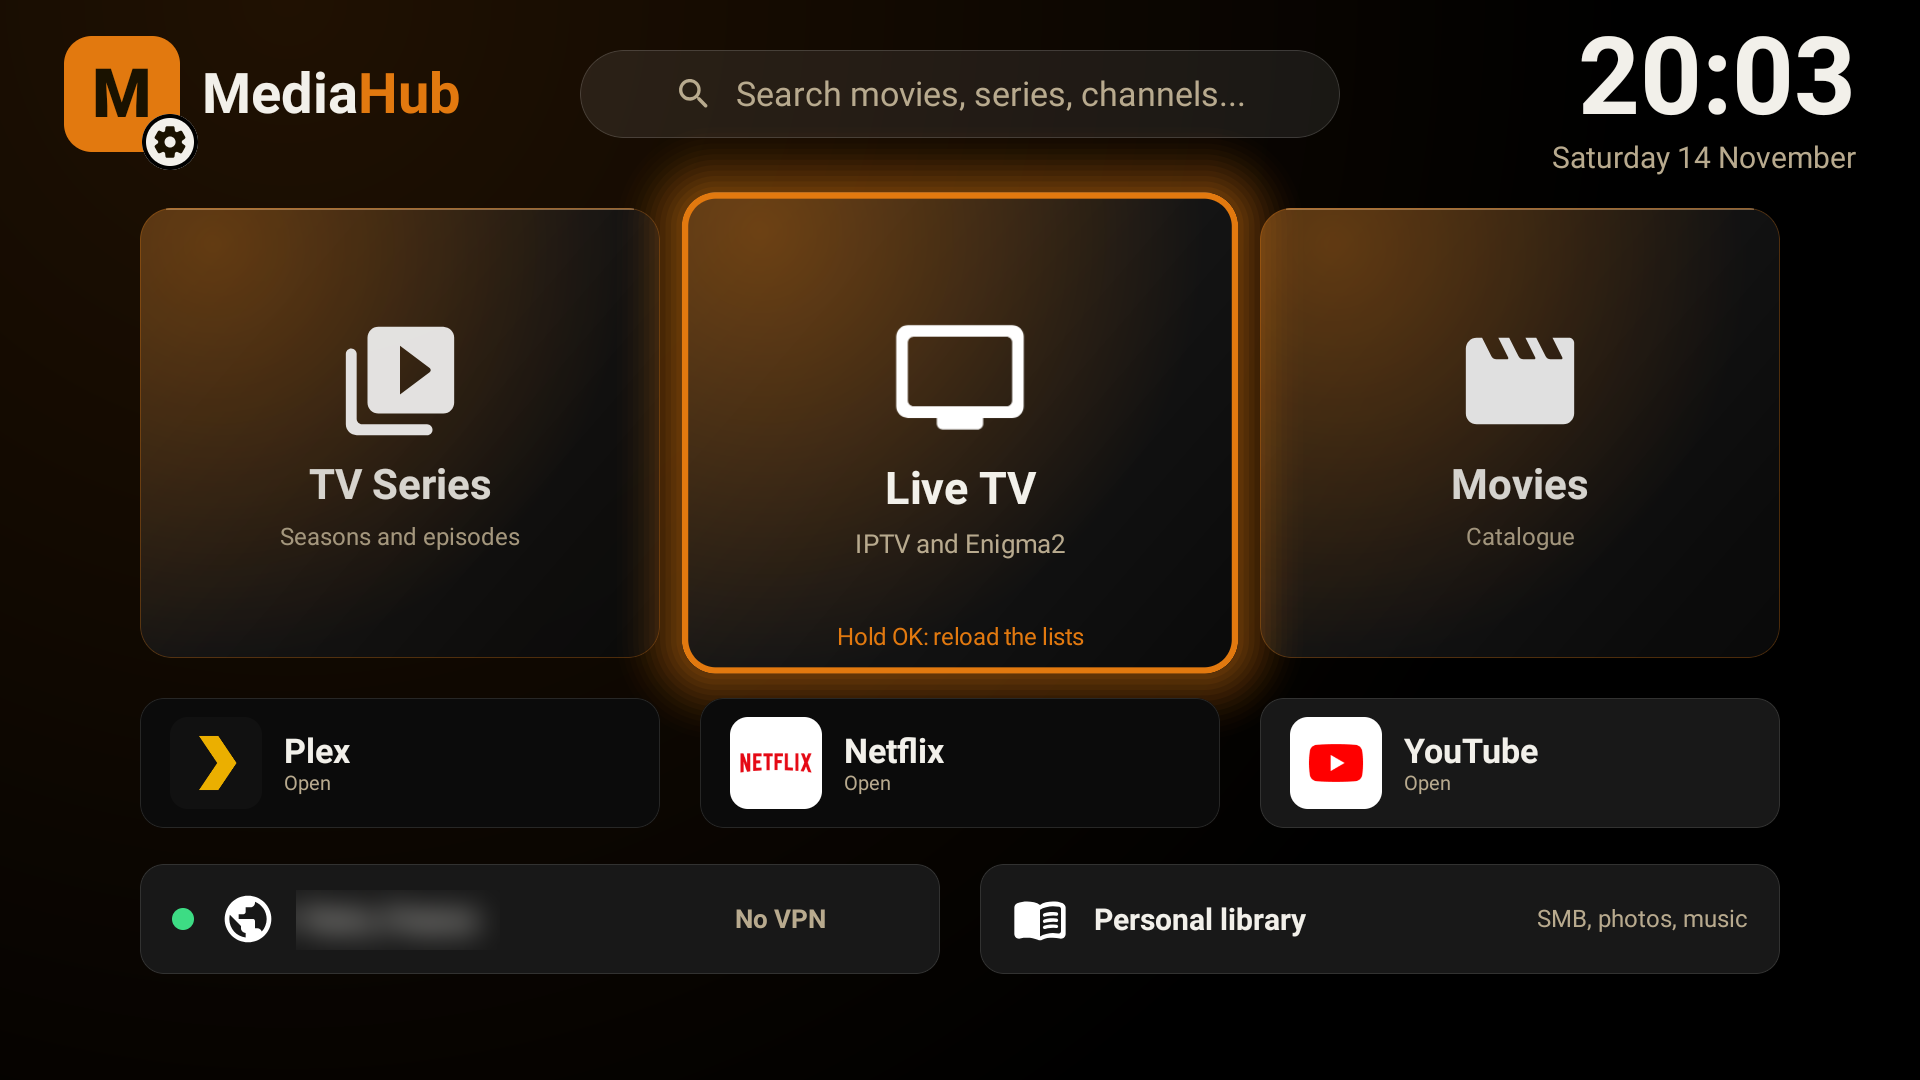 M
MediaHub
Search movies, series, channels...
20:03
Saturday 14 November
TV Series
Seasons and episodes
Live TV
IPTV and Enigma2
Hold OK: reload the lists
Movies
Catalogue
Plex
Open
NETFLIX
Netflix
Open
YouTube
Open
No VPN
Personal library
SMB, photos, music